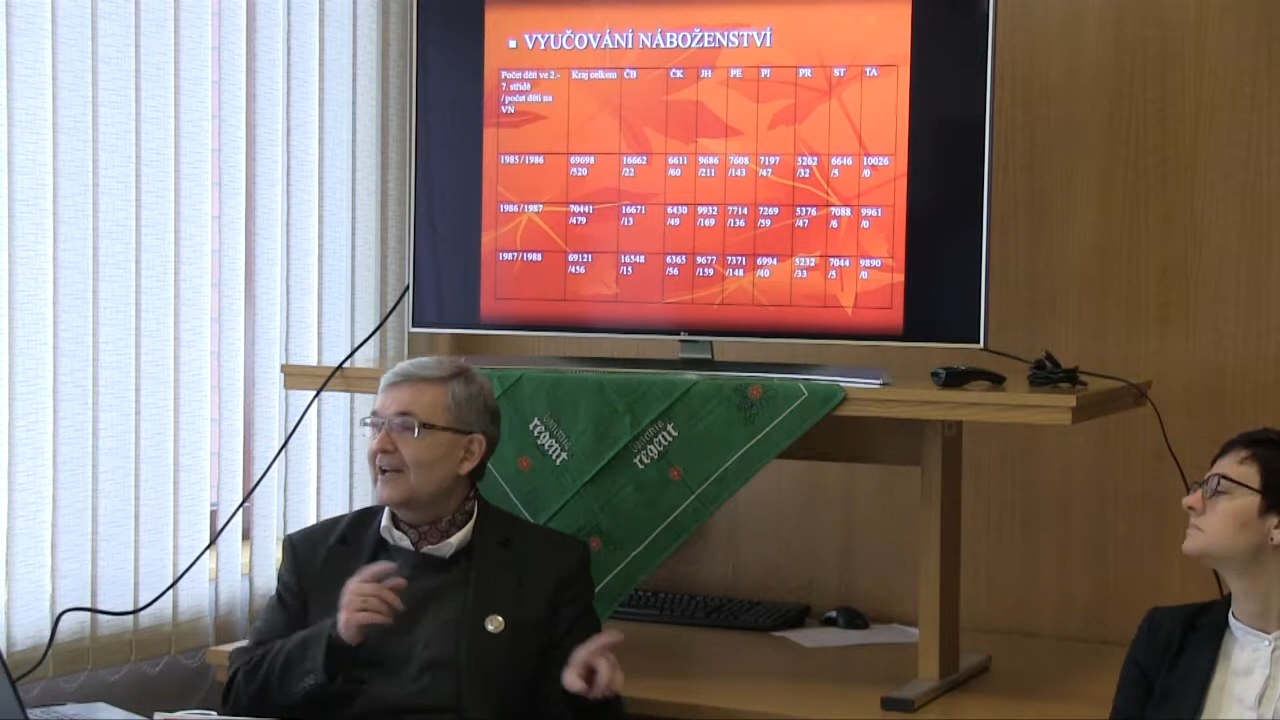 VYUČOVÁNÍ NÁBOŽENSTVÍ
Počet dětí ve 2.- Kraj celkem ČB ČK JH PE PI PR ST TA
7. třídě
/ počet dětí na
VN
1985/1986 69698 16662 6611 9686 7608 7197 5262 6646 10026
/520 /22 /60 /211 /143 /47 /32 /5 /0
1986/1987 70441 16671 6430 9932 7714 7269 5376 7088 9961
/479 /13 /49 /169 /136 /59 /47 /6 /0
1987/1988 69121 16548 6365 9677 7371 6994 5232 7044 9890
/456 /15 /56 /159 /148 /40 /33 /5 /0
bohemia
regent
bohemia
regent